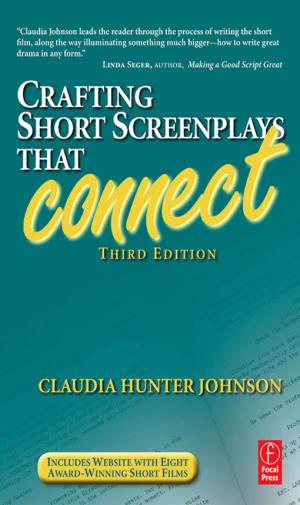 “Claudia Johnson leads the reader through the process of writing the short
film, along the way illuminating something much bigger—how to write great
drama in any form.”
LINDA SEGER, AUTHOR, Making a Good Script Great
CRAFTING
SHORT SCREENPLAYS
THAT
connect
THIRD EDITION
CLAUDIA HUNTER JOHNSON
INCLUDES WEBSITE WITH EIGHT
AWARD-WINNING SHORT FILMS
Focal
Press